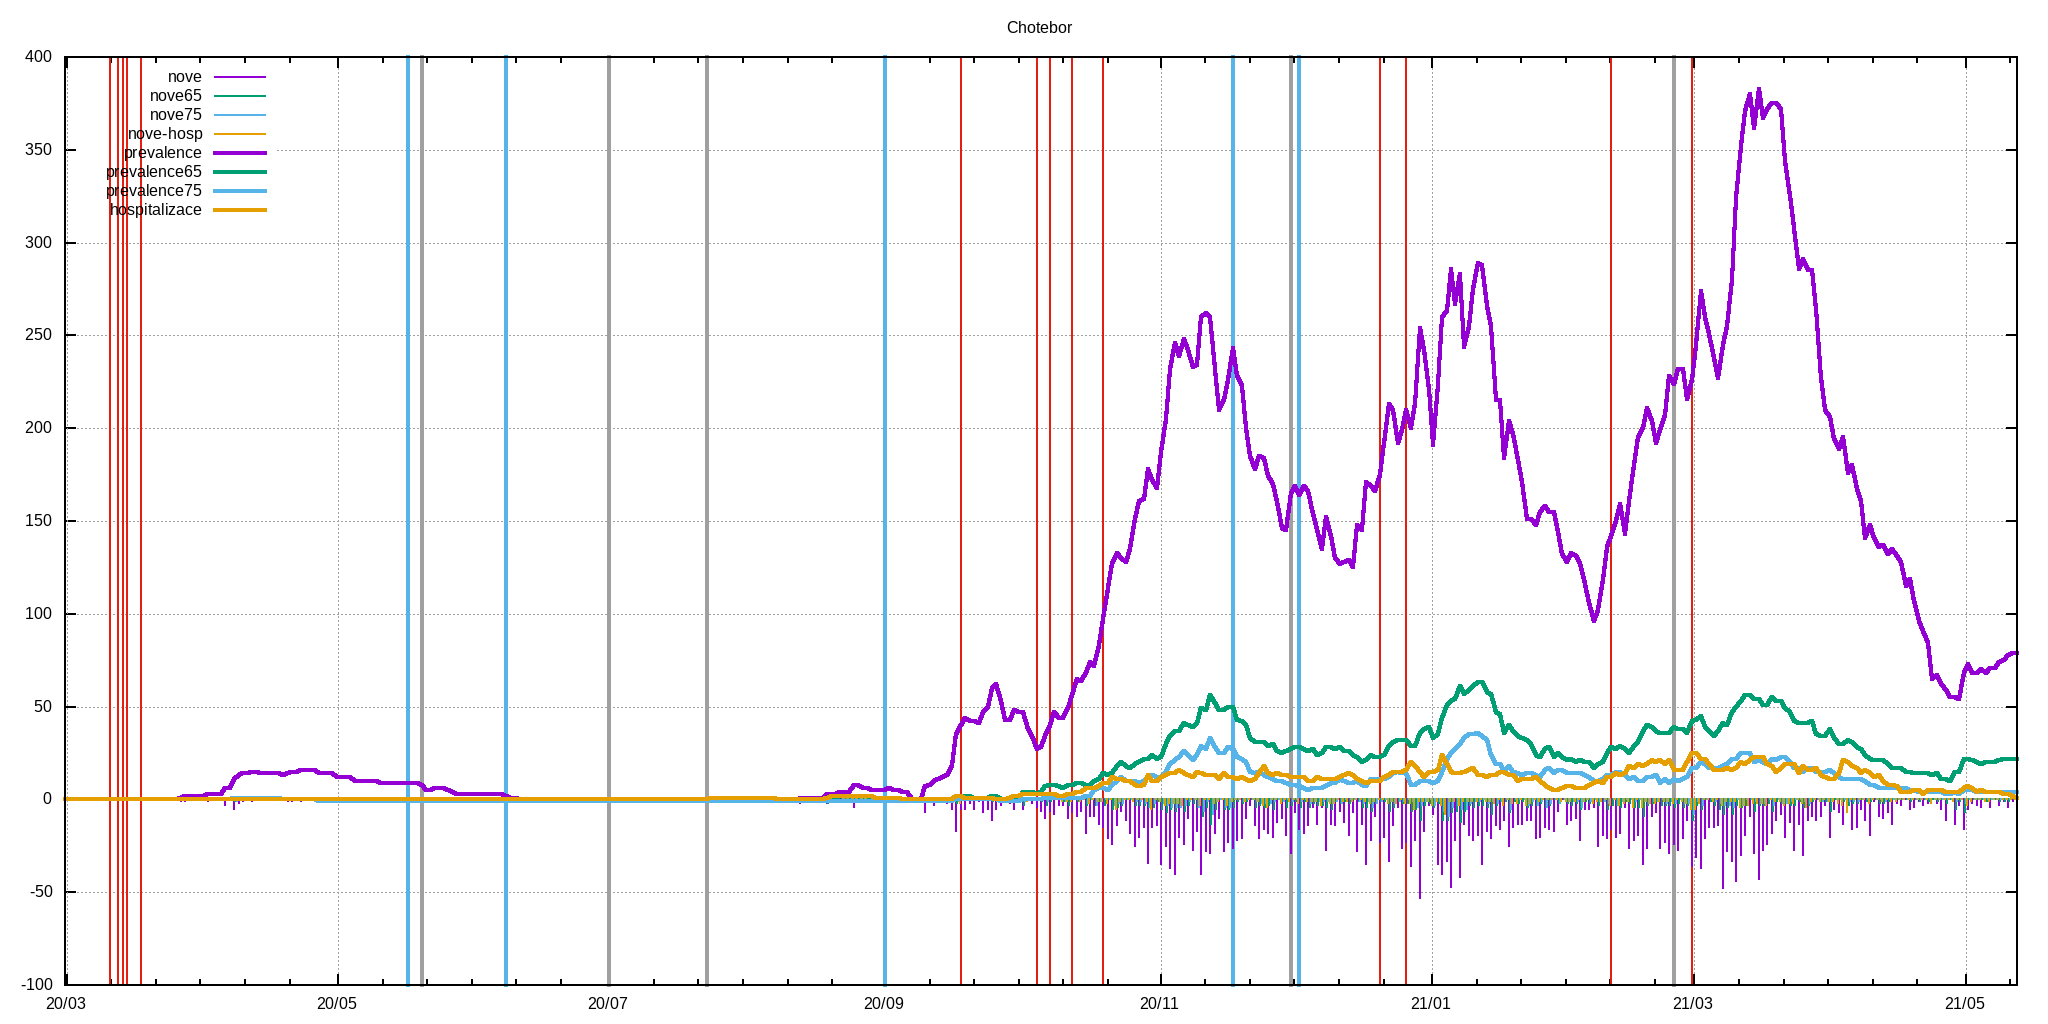 Chotebor
400
350
300
250
200
150
100
50
0
-50
-100
nove
nove65
nove75
nove-hosp
prevalence
prevalence65
prevalence75
hospitalizace
20/03 20/05 20/07 20/09 20/11 21/01 21/03 21/05